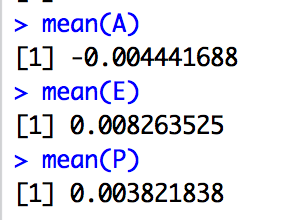 > mean(A)
[1] -0.004441688
> mean(E)
[1] 0.008263525
> mean(P)
[1] 0.003821838